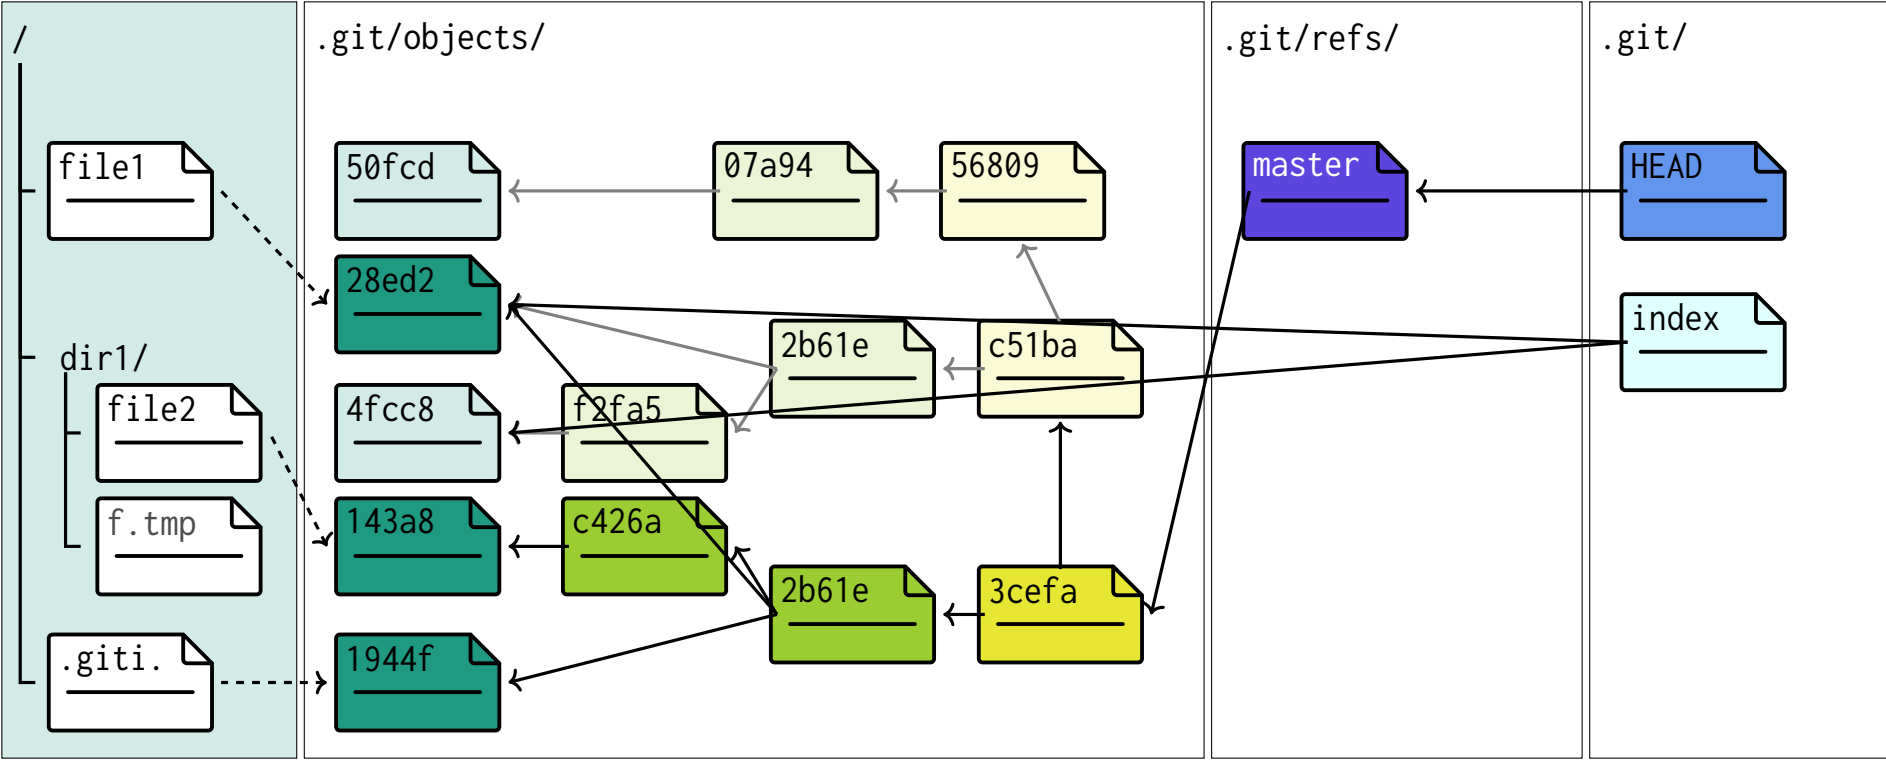 /
file1
dir1/
file2
f.tmp
.giti.
.git/objects/
50fcd
07a94
56809
28ed2
2b61e
c51ba
4fcc8
f2fa5
143a8
c426a
2b61e
3cefa
1944f
.git/refs/
master
.git/
HEAD
index